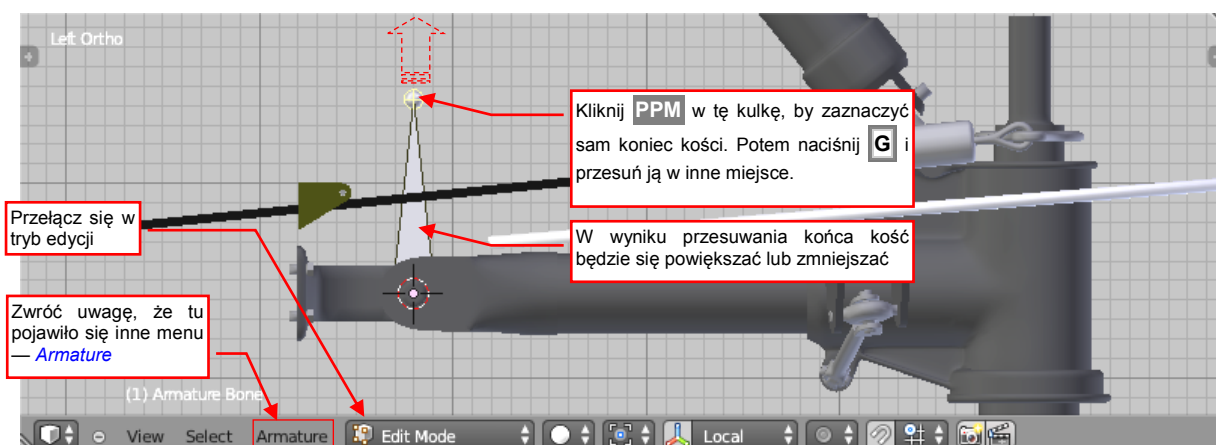 Left Ortho
Kliknij PPM w tę kulkę, by zaznaczyć
sam koniec kości. Potem naciśnij G i
przesuń ją w inne miejsce.
Przełącz się w
tryb edycji
W wyniku przesuwania końca kość
będzie się powiększać lub zmniejszać
Zwróć uwagę, że tu
pojawiło się inne menu
— Armature
(1) Armature Bone
View Select Armature Edit Mode Local